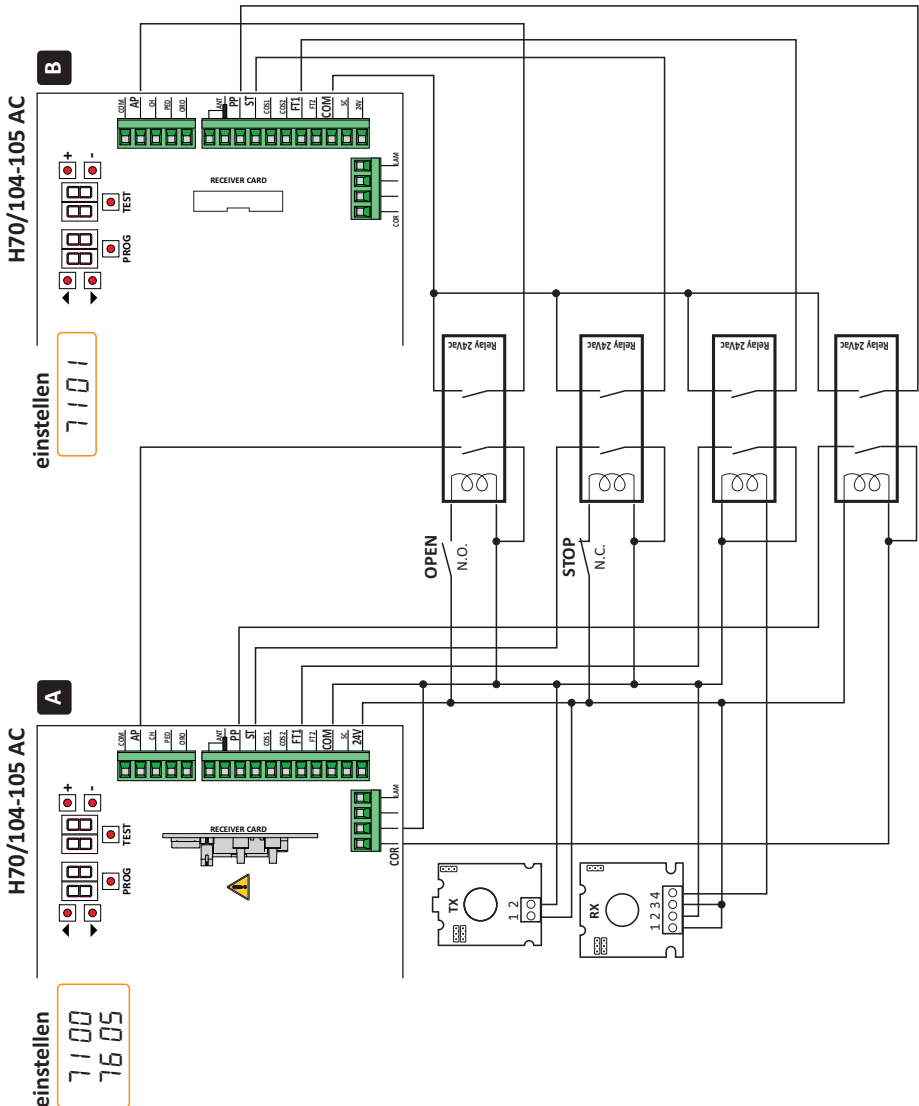 H70/104-105 AC
B
einstellen
7101
PROG
TEST
+
-
RECEIVER CARD
COM
AP
CH
PED
ORO
ANT
PP
ST
COS1
COS2
FT1
FT2
COM
SC
24V
COR
LAM
Relay 24Vac
Relay 24Vac
Relay 24Vac
Relay 24Vac
OPEN
N.O.
STOP
N.C.
H70/104-105 AC
A
einstellen
7100
7605
PROG
TEST
+
-
RECEIVER CARD
COM
AP
CH
PED
ORO
ANT
PP
ST
COS1
COS2
FT1
FT2
COM
SC
24V
COR
LAM
TX
1 2
RX
1 2 3 4